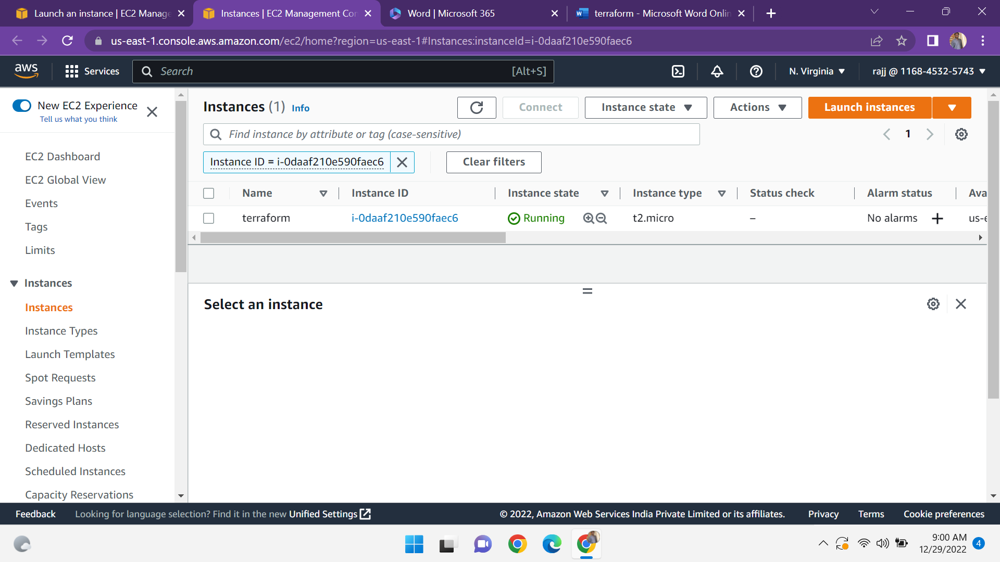 Launch an instance | EC2 Manage
Instances | EC2 Management Con
Word | Microsoft 365
terraform - Microsoft Word Onlin
us-east-1.console.aws.amazon.com/ec2/home?region=us-east-1#Instances:instanceId=i-0daaf210e590faec6
aws
Services
Search
[Alt+S]
N. Virginia
rajj @ 1168-4532-5743
New EC2 Experience
Tell us what you think
EC2 Dashboard
EC2 Global View
Events
Tags
Limits
Instances
Instances
Instance Types
Launch Templates
Spot Requests
Savings Plans
Reserved Instances
Dedicated Hosts
Scheduled Instances
Capacity Reservations
Instances (1) Info
Connect
Instance state
Actions
Launch instances
Find instance by attribute or tag (case-sensitive)
1
Instance ID = i-0daaf210e590faec6
Clear filters
Name Instance ID Instance state Instance type Status check Alarm status Ava
terraform i-0daaf210e590faec6 Running t2.micro – No alarms + us-e
Select an instance
Feedback Looking for language selection? Find it in the new Unified Settings
© 2022, Amazon Web Services India Private Limited or its affiliates. Privacy Terms Cookie preferences
9:00 AM
12/29/2022
4